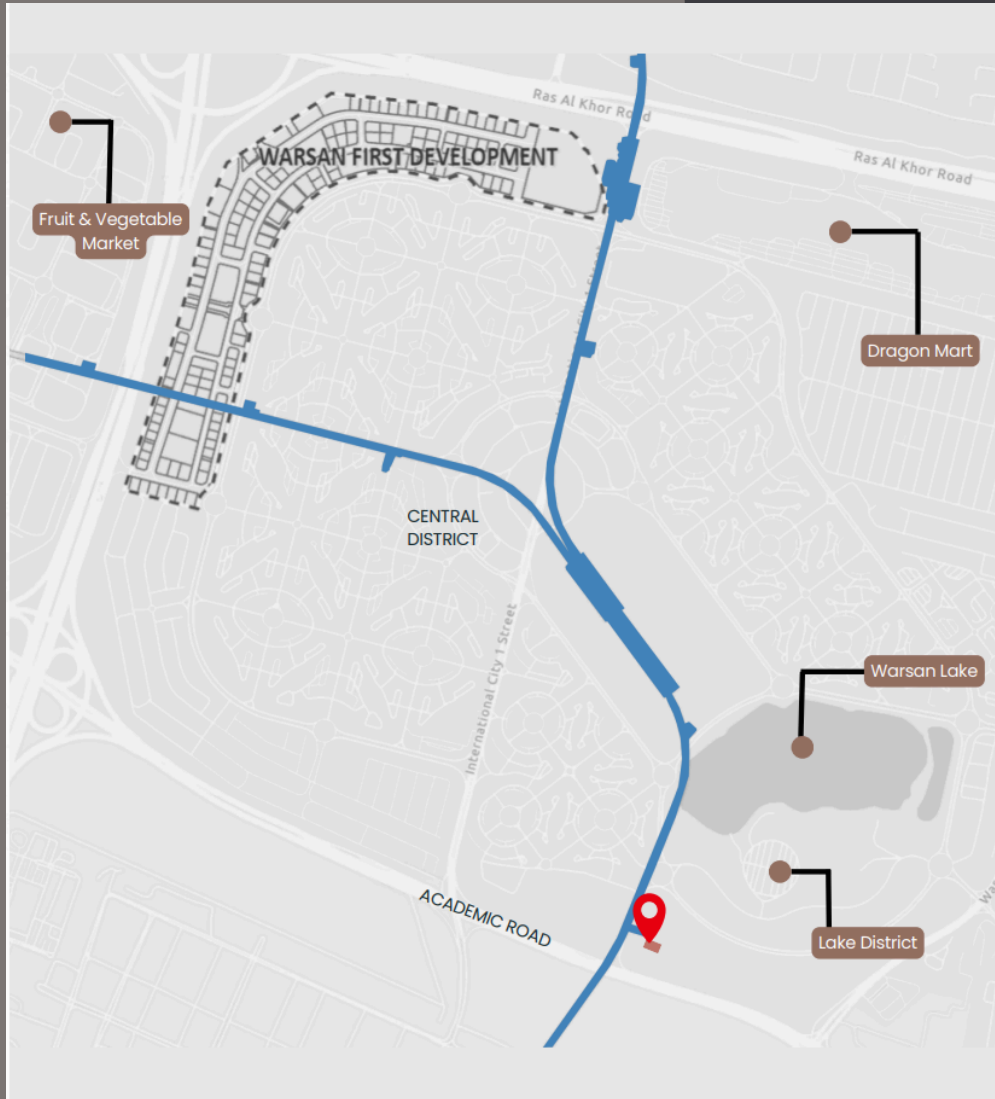 Ras Al Khor Road
WARSAN FIRST DEVELOPMENT
Ras Al Khor Road
Fruit & Vegetable
Market
Dragon Mart
CENTRAL
DISTRICT
International City 1 Street
Warsan Lake
ACADEMIC ROAD
Lake District